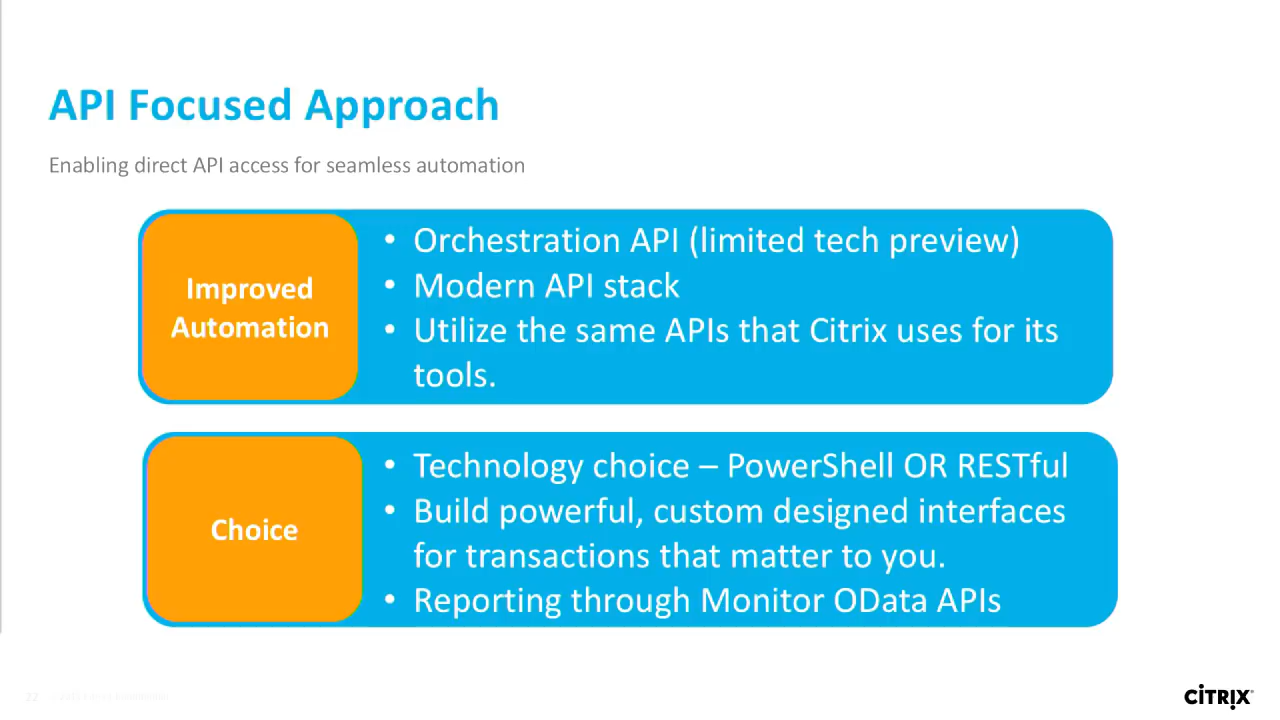 API Focused Approach
Enabling direct API access for seamless automation
Improved
Automation
• Orchestration API (limited tech preview)
• Modern API stack
• Utilize the same APIs that Citrix uses for its
tools.
Choice
• Technology choice – PowerShell OR RESTful
• Build powerful, custom designed interfaces
for transactions that matter to you.
• Reporting through Monitor OData APIs
22
CITRIX